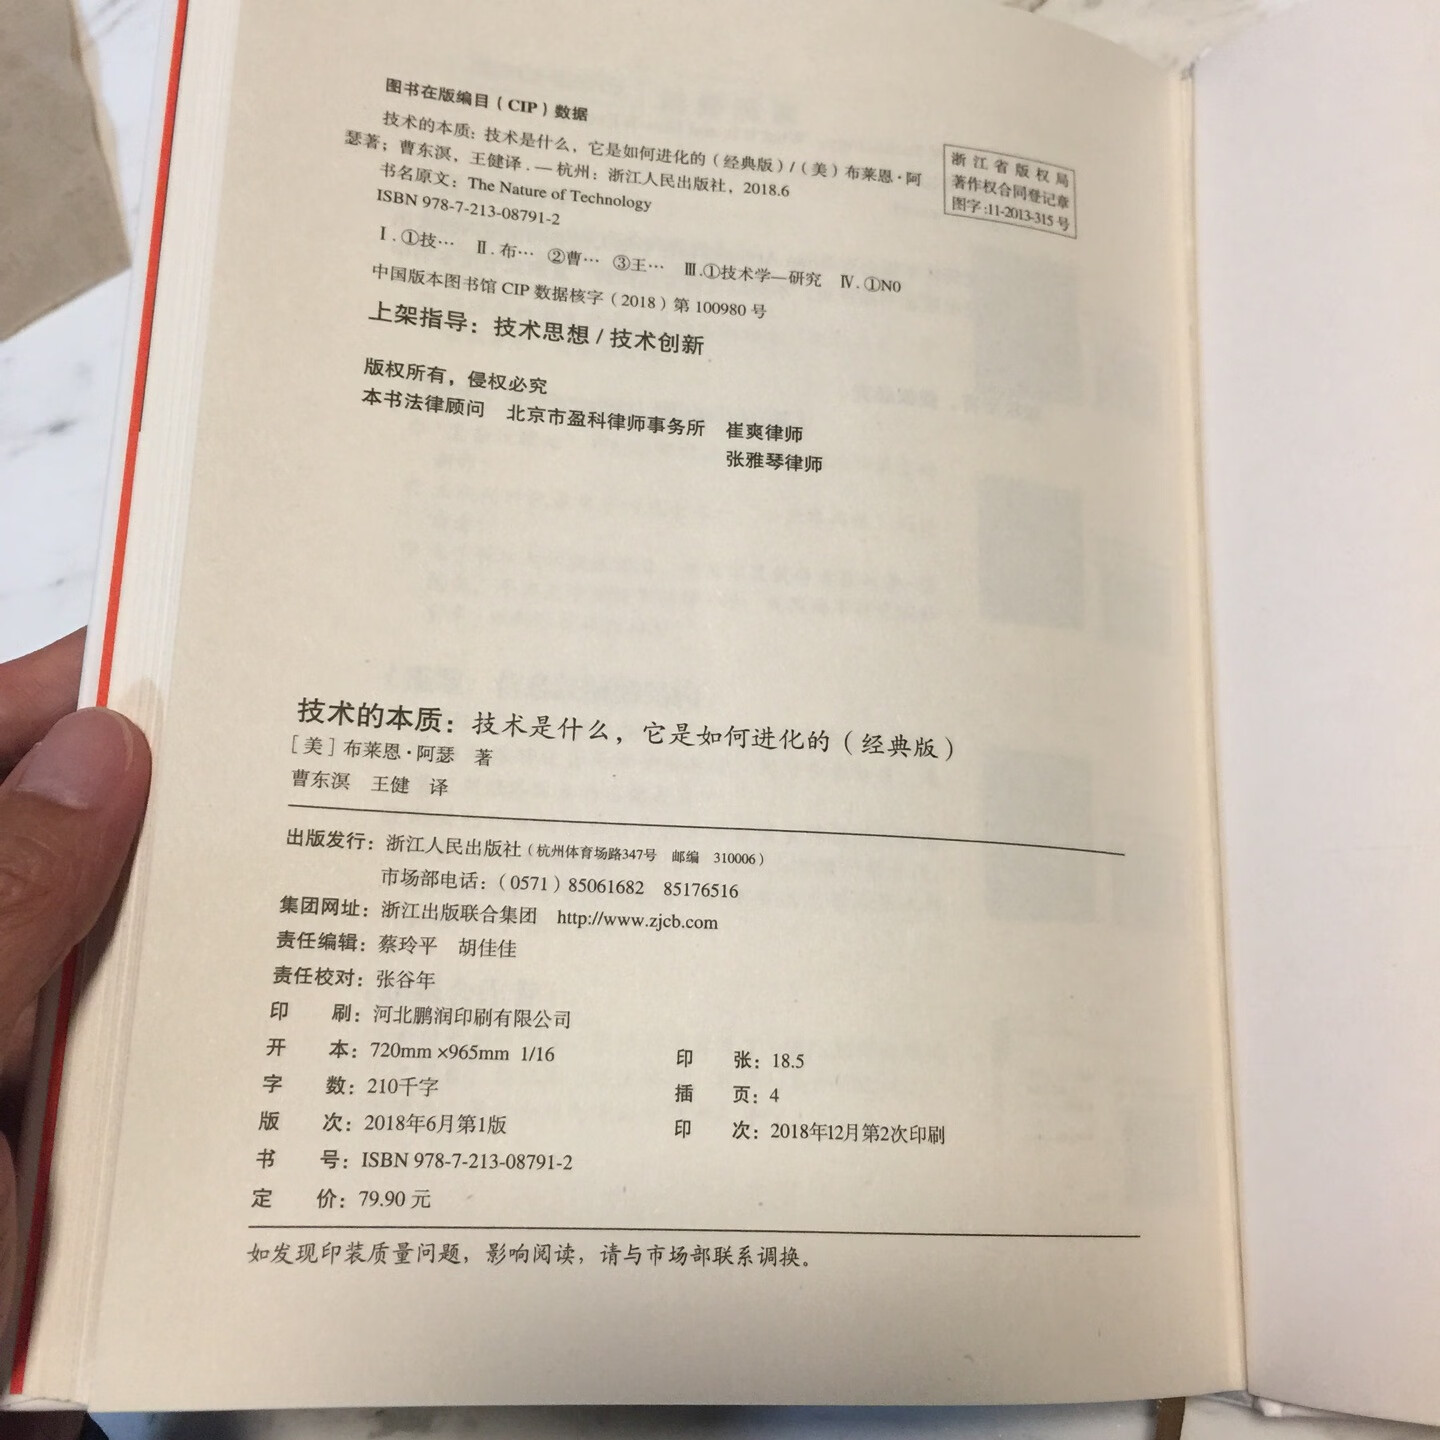 图书在版编目（CIP）数据
技术的本质：技术是什么，它是如何进化的（经典版）/（美）布莱恩·阿
瑟著；曹东溟，王健译. — 杭州：浙江人民出版社，2018.6
书名原文：The Nature of Technology
ISBN 978-7-213-08791-2
Ⅰ. ①技… Ⅱ. 布… ②曹… ③王… Ⅲ.①技术学—研究 Ⅳ. ①N0
中国版本图书馆 CIP 数据核字（2018）第 100980 号
浙江省版权局
著作权合同登记章
图字:11-2013-315号
上架指导：技术思想 / 技术创新
版权所有，侵权必究
本书法律顾问 北京市盈科律师事务所 崔爽律师
张雅琴律师
技术的本质：技术是什么，它是如何进化的（经典版）
［美］布莱恩·阿瑟 著
曹东溟 王健 译
出版发行：浙江人民出版社（杭州体育场路347号 邮编 310006）
市场部电话：（0571）85061682 85176516
集团网址：浙江出版联合集团 http://www.zjcb.com
责任编辑：蔡玲平 胡佳佳
责任校对：张谷年
印 刷：河北鹏润印刷有限公司
开 本：720mm ×965mm 1/16 印 张：18.5
字 数：210千字 插 页：4
版 次：2018年6月第1版 印 次：2018年12月第2次印刷
书 号：ISBN 978-7-213-08791-2
定 价：79.90 元
如发现印装质量问题，影响阅读，请与市场部联系调换。